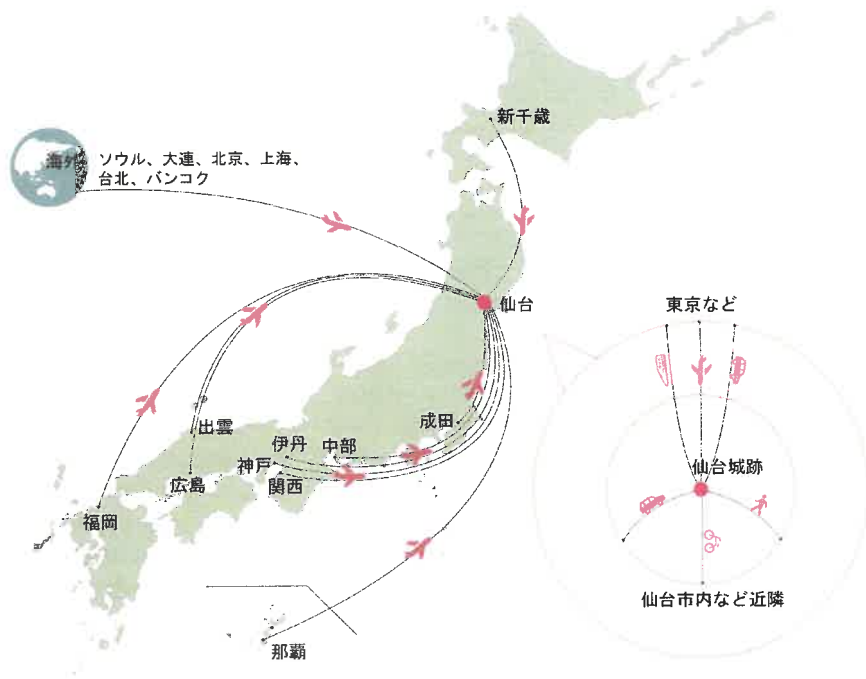 新千歳
海外
ソウル、大連、北京、上海、
台北、バンコク
仙台
東京など
出雲
伊丹
中部
成田
神戸
関西
広島
福岡
仙台城跡
仙台市内など近隣
那覇